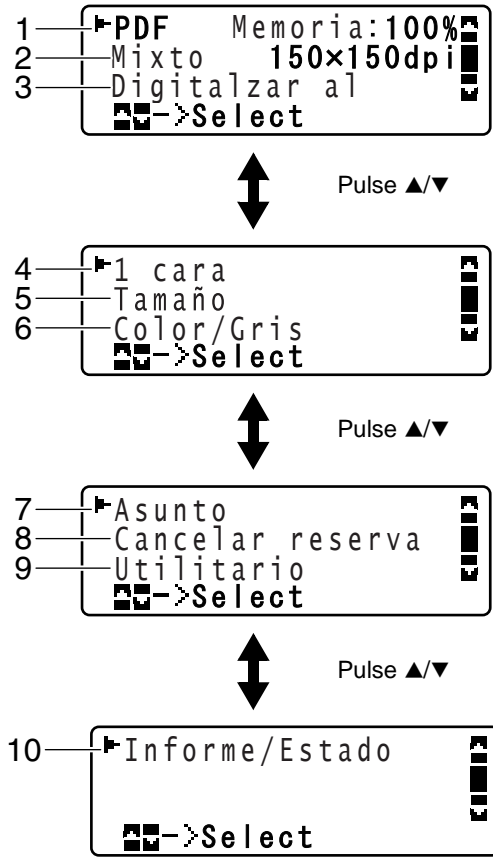 1 PDF Memoria:100%
2 Mixto 150×150dpi
3 Digitalzar al
->Select
Pulse ▲/▼
4 1 cara
5 Tamaño
6 Color/Gris
->Select
Pulse ▲/▼
7 Asunto
8 Cancelar reserva
9 Utilitario
->Select
Pulse ▲/▼
10 Informe/Estado
->Select